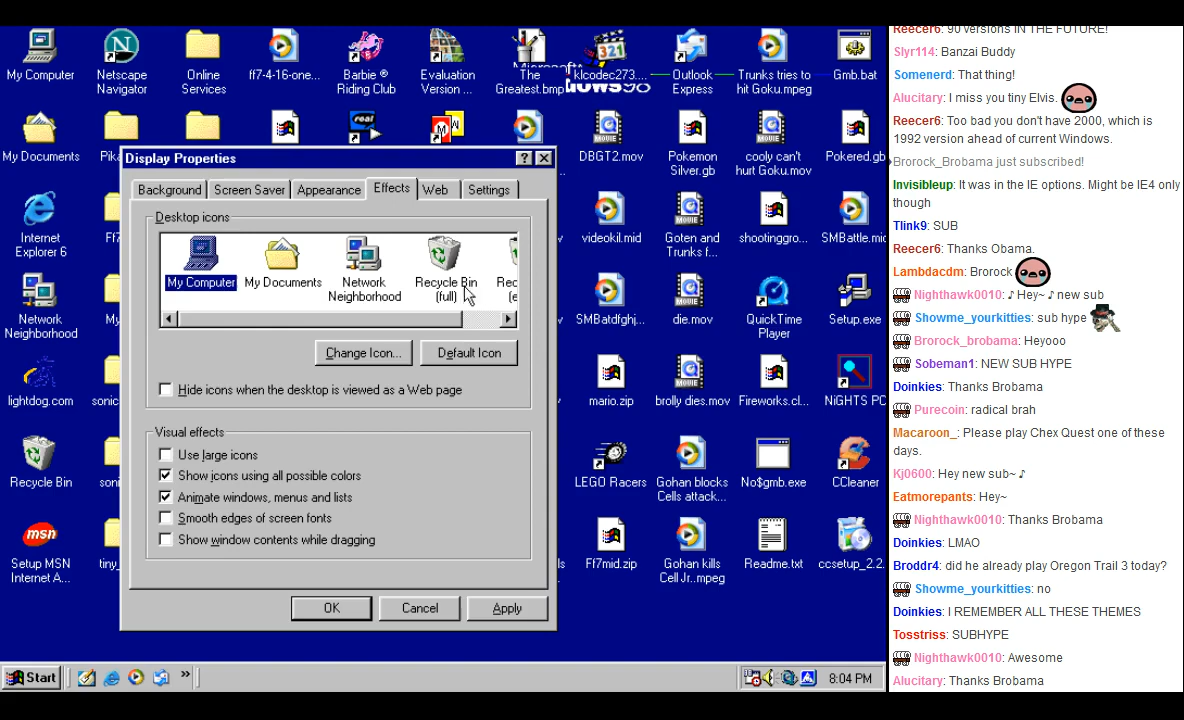 My Computer
Netscape
Navigator
Online
Services
ff7-4-16-one...
Barbie ®
Riding Club
Evaluation
Version ...
The
Greatest.bmp
klcodec273....
Outlook
Express
Trunks tries to
hit Goku.mpeg
Gmb.bat
My Documents
Pik
real
DBGT2.mov
Pokemon
Silver.gb
cooly can't
hurt Goku.mov
Pokered.gb
Display Properties
Background
Screen Saver
Appearance
Effects
Web
Settings
Desktop icons
My Computer
My Documents
Network
Neighborhood
Recycle Bin
(full)
Rec
(e
Change Icon...
Default Icon
Hide icons when the desktop is viewed as a Web page
Visual effects
Use large icons
Show icons using all possible colors
Animate windows, menus and lists
Smooth edges of screen fonts
Show window contents while dragging
OK
Cancel
Apply
Internet
Explorer 6
Ff7
videokil.mid
Goten and
Trunks f...
shootinggro...
SMBattle.mid
Network
Neighborhood
My
SMBatdfghj...
die.mov
QuickTime
Player
Setup.exe
lightdog.com
sonic
mario.zip
brolly dies.mov
Fireworks.cl...
NiGHTS PC
Recycle Bin
soni
LEGO Racers
Gohan blocks
Cells attack...
No$gmb.exe
CCleaner
msn
Setup MSN
Internet A...
tiny_
Ff7mid.zip
Gohan kills
Cell Jr..mpeg
Readme.txt
ccsetup_2.2...
Start
»
8:04 PM
Reecer6: 90 versions IN THE FUTURE!
Slyr114: Banzai Buddy
Somenerd: That thing!
Alucitary: I miss you tiny Elvis.
Reecer6: Too bad you don't have 2000, which is
1992 version ahead of current Windows.
Brorock_Brobama just subscribed!
Invisibleup: It was in the IE options. Might be IE4 only
though
Tlink9: SUB
Reecer6: Thanks Obama.
Lambdacdm: Brorock
Nighthawk0010: ♪ Hey~ ♪ new sub
Showme_yourkitties: sub hype
Brorock_brobama: Heyooo
Sobeman1: NEW SUB HYPE
Doinkies: Thanks Brobama
Purecoin: radical brah
Macaroon_: Please play Chex Quest one of these
days.
Kj0600: Hey new sub~ ♪
Eatmorepants: Hey~
Nighthawk0010: Thanks Brobama
Doinkies: LMAO
Broddr4: did he already play Oregon Trail 3 today?
Showme_yourkitties: no
Doinkies: I REMEMBER ALL THESE THEMES
Tosstriss: SUBHYPE
Nighthawk0010: Awesome
Alucitary: Thanks Brobama